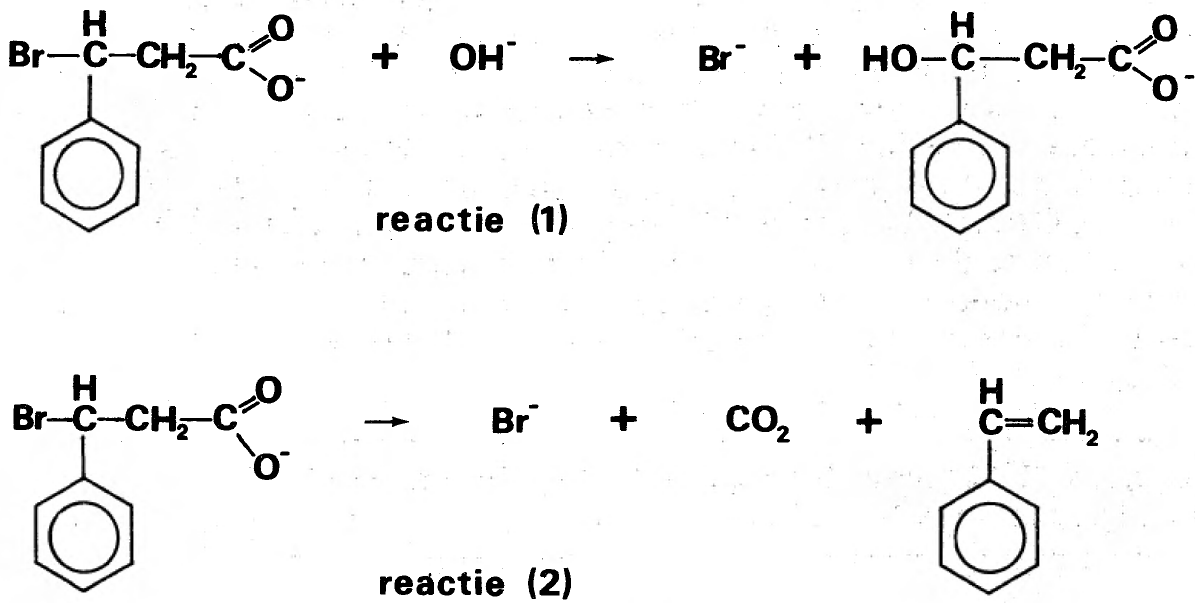 H H
Br—C—CH₂—C=O O⁻ + OH⁻ → Br⁻ + HO—C—CH₂—C=O O⁻
reactie (1)
H H
Br—C—CH₂—C=O O⁻ → Br⁻ + CO₂ + C=CH₂
reactie (2)